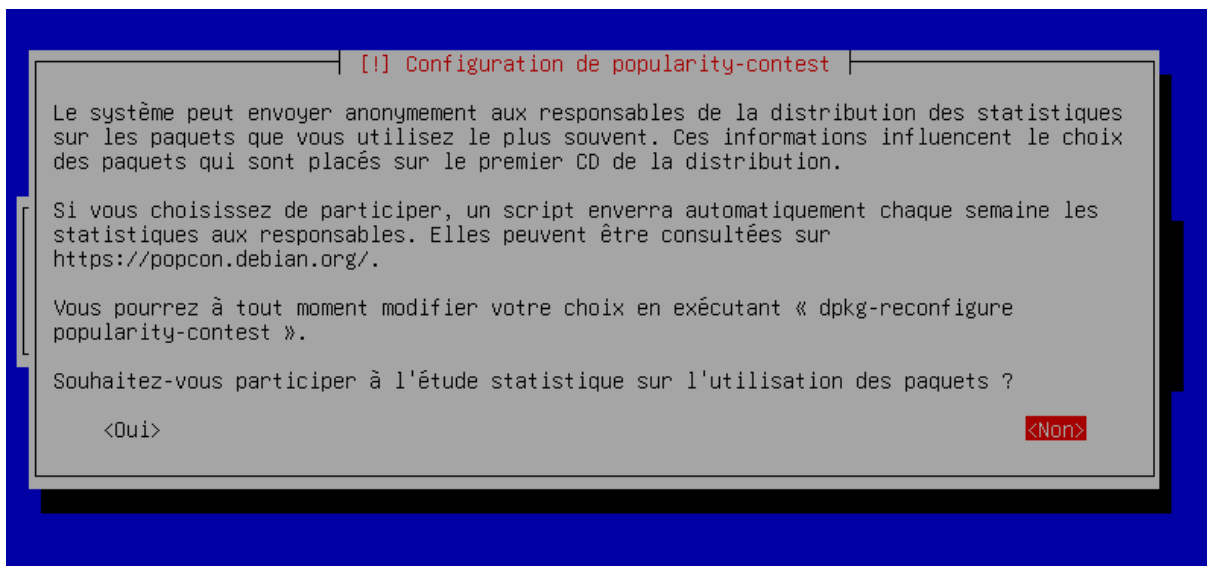 [!] Configuration de popularity-contest
Le système peut envoyer anonymement aux responsables de la distribution des statistiques
sur les paquets que vous utilisez le plus souvent. Ces informations influencent le choix
des paquets qui sont placés sur le premier CD de la distribution.
Si vous choisissez de participer, un script enverra automatiquement chaque semaine les
statistiques aux responsables. Elles peuvent être consultées sur
https://popcon.debian.org/.
Vous pourrez à tout moment modifier votre choix en exécutant « dpkg-reconfigure
popularity-contest ».
Souhaitez-vous participer à l'étude statistique sur l'utilisation des paquets ?
<Oui> <Non>